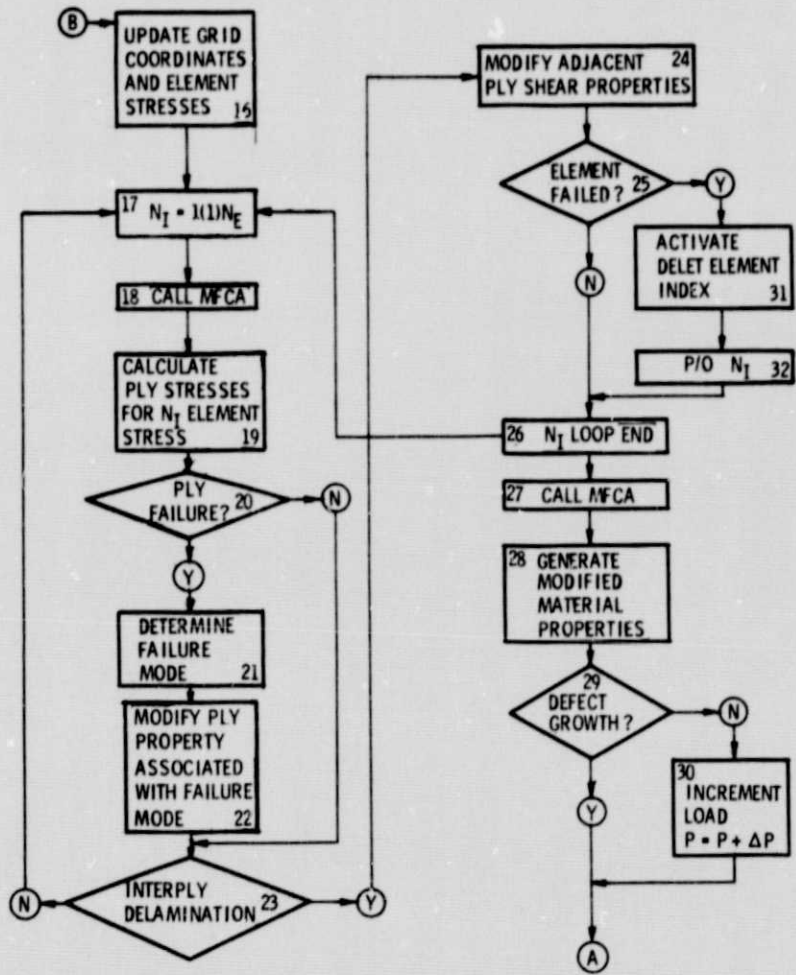 B
UPDATE GRID
COORDINATES
AND ELEMENT
STRESSES 16
17 N_I = 1(1)N_E
18 CALL MFCA
CALCULATE
PLY STRESSES
FOR N_I ELEMENT
STRESS 19
PLY
FAILURE? 20
N
Y
DETERMINE
FAILURE
MODE 21
MODIFY PLY
PROPERTY
ASSOCIATED
WITH FAILURE
MODE 22
N
INTERPLY
DELAMINATION 23
Y
MODIFY ADJACENT 24
PLY SHEAR PROPERTIES
ELEMENT
FAILED? 25
Y
N
ACTIVATE
DELET ELEMENT
INDEX 31
P/O N_I 32
26 N_I LOOP END
27 CALL MFCA
28 GENERATE
MODIFIED
MATERIAL
PROPERTIES
29
DEFECT
GROWTH?
N
Y
30
INCREMENT
LOAD
P = P + ΔP
A